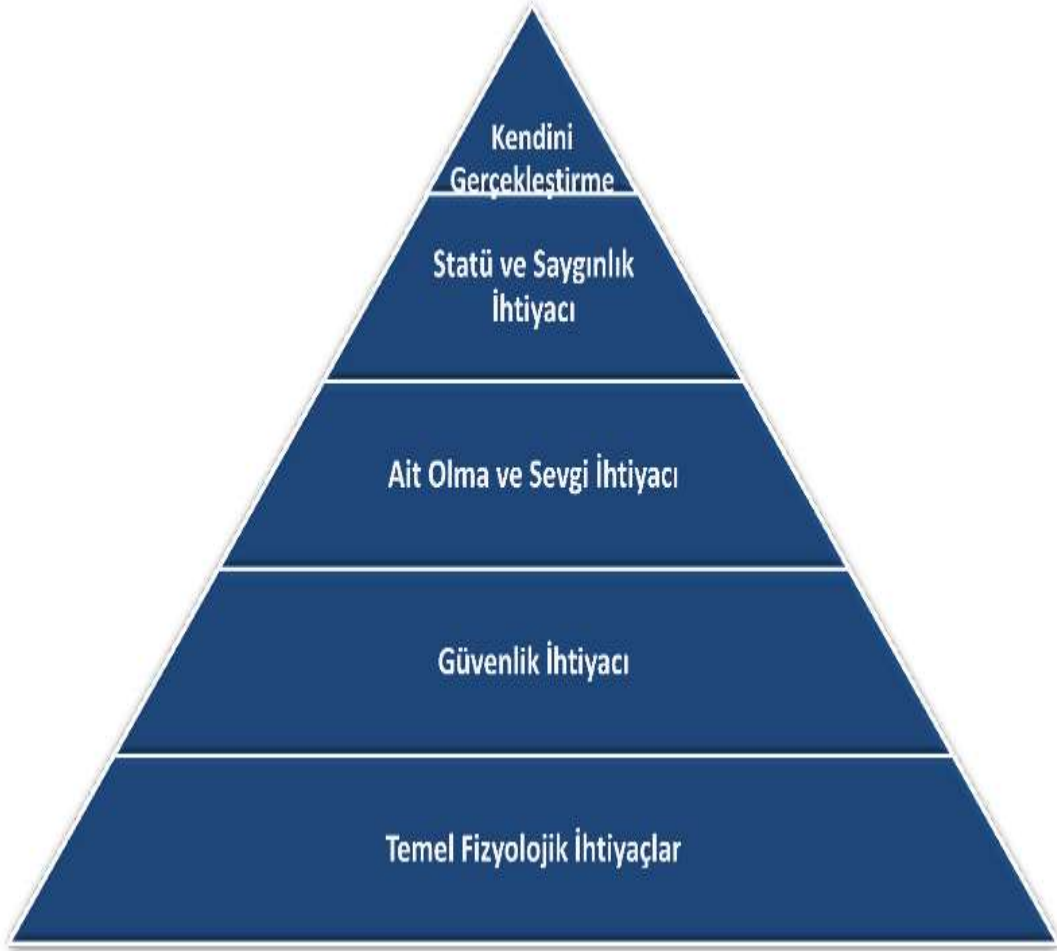 Kendini
Gerçekleştirme
Statü ve Saygınlık
İhtiyacı
Ait Olma ve Sevgi İhtiyacı
Güvenlik İhtiyacı
Temel Fizyolojik İhtiyaçlar